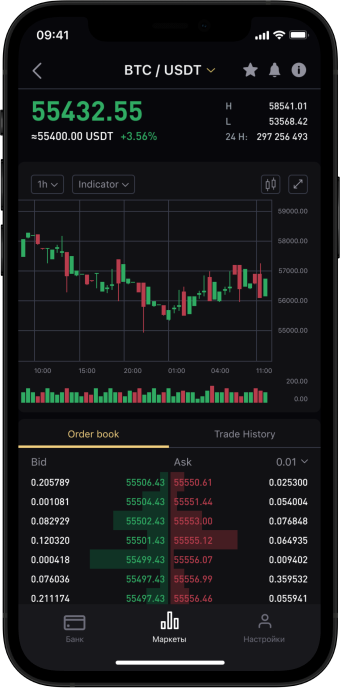 09:41
BTC / USDT
55432.55
≈55400.00 USDT +3.56%
H 58541.01
L 53568.42
24 H: 297 256 493
1h Indicator
59000.00
58000.00
57000.00
56000.00
55000.00
10:00 15:00 20:00 01:00 04:00 11:00
200.00
0.00
Order book Trade History
Bid Ask 0.01
0.205789 55506.43 55550.61 0.025300
0.001081 55504.43 55551.44 0.054004
0.082929 55502.43 55553.00 0.076848
0.120320 55501.43 55555.12 0.064935
0.000418 55499.43 55556.07 0.009402
0.076036 55497.43 55556.99 0.359532
0.211174 55497.43 55556.46 0.055941
Банк Маркеты Настройки